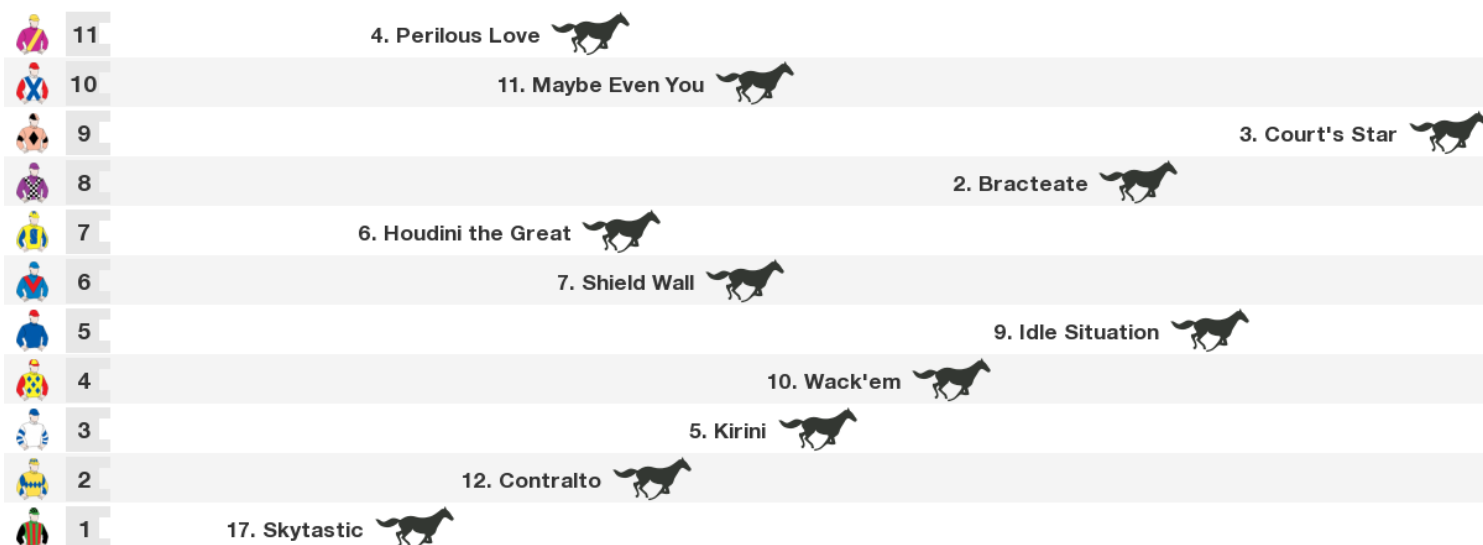 11 4. Perilous Love
10 11. Maybe Even You
9 3. Court's Star
8 2. Bracteate
7 6. Houdini the Great
6 7. Shield Wall
5 9. Idle Situation
4 10. Wack'em
3 5. Kirini
2 12. Contralto
1 17. Skytastic